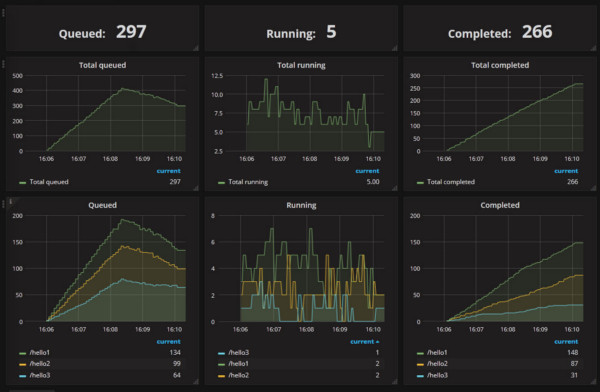 Queued: 297
Running: 5
Completed: 266
Total queued
500
400
300
200
100
0
16:06 16:07 16:08 16:09 16:10
current
Total queued 297
Total running
12.5
10.0
7.5
5.0
2.5
16:06 16:07 16:08 16:09 16:10
current
Total running 5.00
Total completed
300
250
200
150
100
50
0
16:06 16:07 16:08 16:09 16:10
current
Total completed 266
Queued
200
150
100
50
0
16:06 16:07 16:08 16:09 16:10
current
/hello1 134
/hello2 99
/hello3 64
Running
8
6
4
2
0
16:06 16:07 16:08 16:09 16:10
current
/hello3 1
/hello1 2
/hello2 2
Completed
200
150
100
50
0
16:06 16:07 16:08 16:09 16:10
current
/hello1 148
/hello2 87
/hello3 31